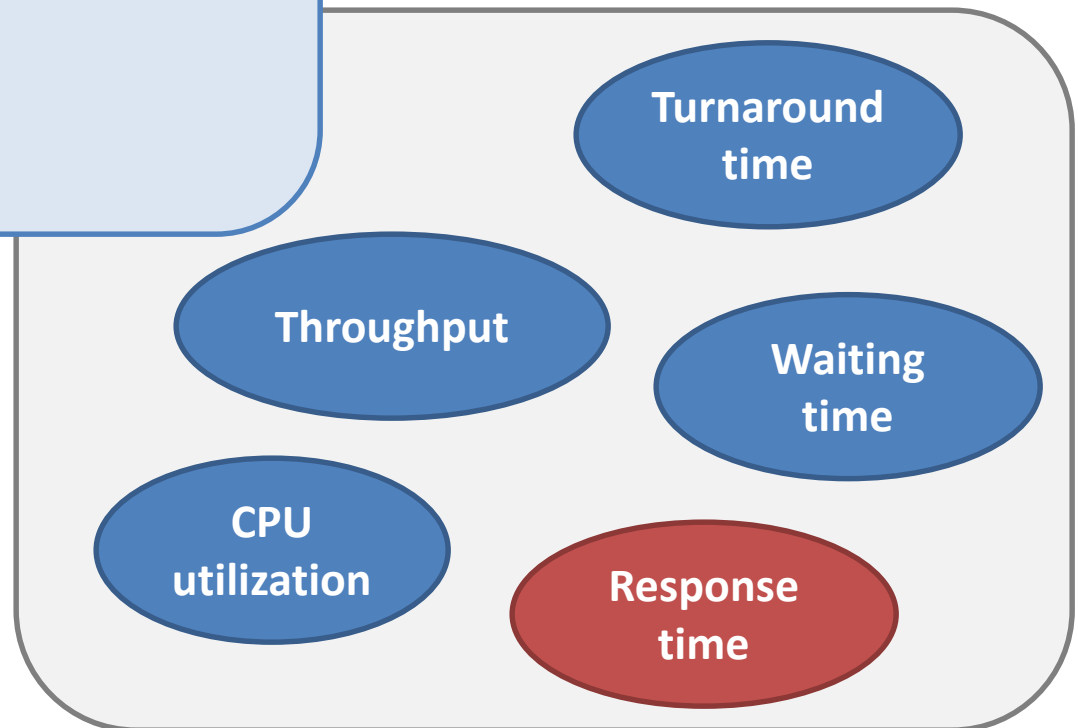 Turnaround
time
Throughput
Waiting
time
CPU
utilization
Response
time